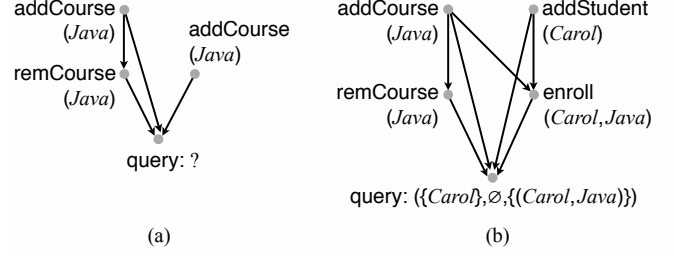 addCourse
(Java)
addCourse
(Java)
remCourse
(Java)
query: ?
(a)
addCourse
(Java)
addStudent
(Carol)
remCourse
(Java)
enroll
(Carol,Java)
query: ({Carol},∅,{(Carol,Java)})
(b)